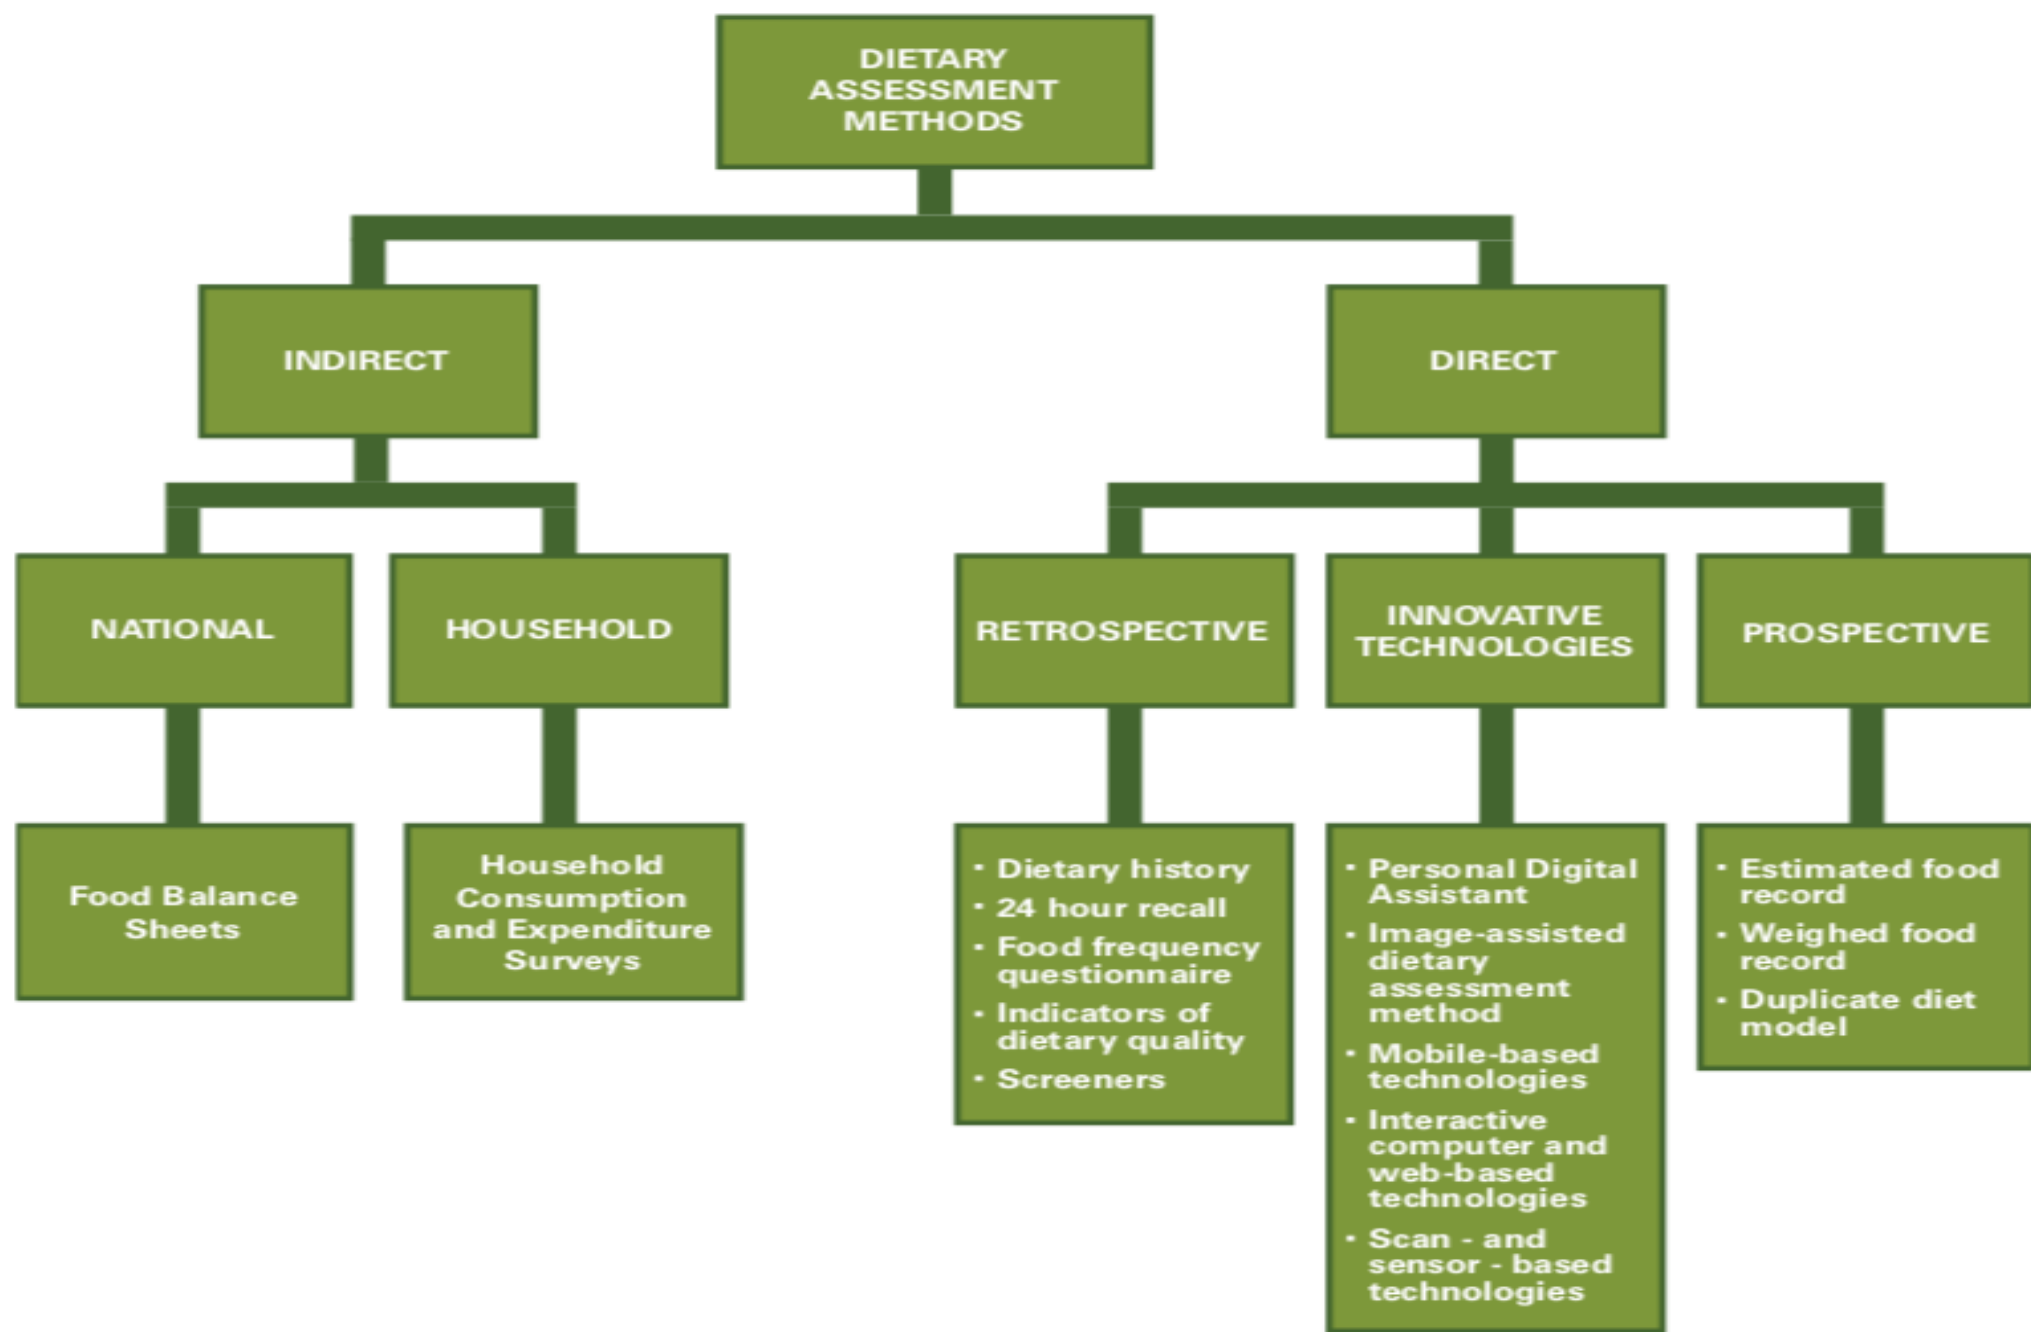 DIETARY
ASSESSMENT
METHODS
INDIRECT
DIRECT
NATIONAL
HOUSEHOLD
RETROSPECTIVE
INNOVATIVE
TECHNOLOGIES
PROSPECTIVE
Food Balance
Sheets
Household
Consumption
and Expenditure
Surveys
• Dietary history
• 24 hour recall
• Food frequency
questionnaire
• Indicators of
dietary quality
• Screeners
• Personal Digital
Assistant
• Image-assisted
dietary
assessment
method
• Mobile-based
technologies
• Interactive
computer and
web-based
technologies
• Scan - and
sensor - based
technologies
• Estimated food
record
• Weighed food
record
• Duplicate diet
model